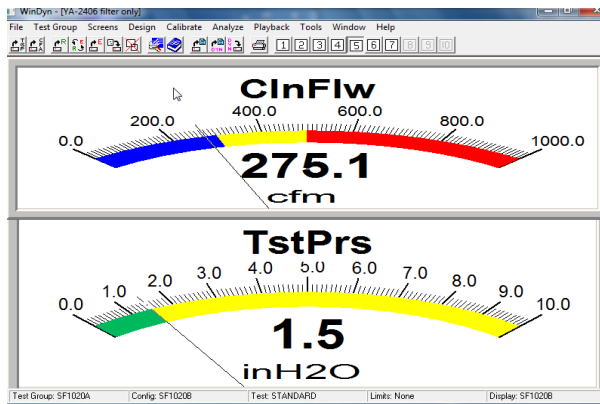 WinDyn - [YA-2406 filter only]
File Test Group Screens Design Calibrate Analyze Playback Tools Window Help
1 2 3 4 5 6 7 8 9 10
ClnFlw
0.0 200.0 400.0 600.0 800.0 1000.0
275.1
cfm
TstPrs
0.0 1.0 2.0 3.0 4.0 5.0 6.0 7.0 8.0 9.0 10.0
1.5
inH2O
Test Group: SF1020A Config: SF1020B Test: STANDARD Limits: None Display: SF1020B